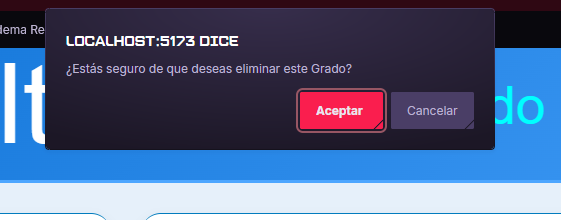 LOCALHOST:5173 DICE
¿Estás seguro de que deseas eliminar este Grado?
Aceptar
Cancelar